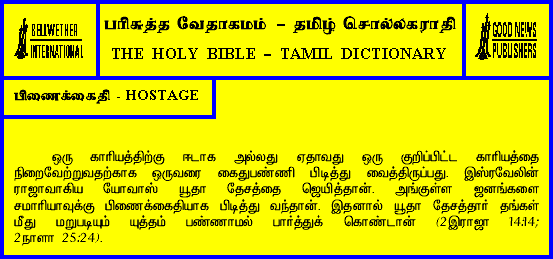 BELLWETHER
INTERNATIONAL
பரிசுத்த வேதாகமம் – தமிழ் சொல்லகராதி
THE HOLY BIBLE – TAMIL DICTIONARY
GOOD NEWS
PUBLISHERS
பிணைக்கைதி - HOSTAGE
ஒரு காரியத்திற்கு ஈடாக அல்லது ஏதாவது ஒரு குறிப்பிட்ட காரியத்தை
நிறைவேற்றுவதற்காக ஒருவரை கைதுபண்ணி பிடித்து வைத்திருப்பது. இஸ்ரவேலின்
ராஜாவாகிய யோவாஸ் யூதா தேசத்தை ஜெயித்தான். அங்குள்ள ஜனங்களை
சமாரியாவுக்கு பிணைக்கைதியாக பிடித்து வந்தான். இதனால் யூதா தேசத்தார் தங்கள்
மீது மறுபடியும் யுத்தம் பண்ணாமல் பார்த்துக் கொண்டான் (2இராஜா 14:14;
2நாளா 25:24).